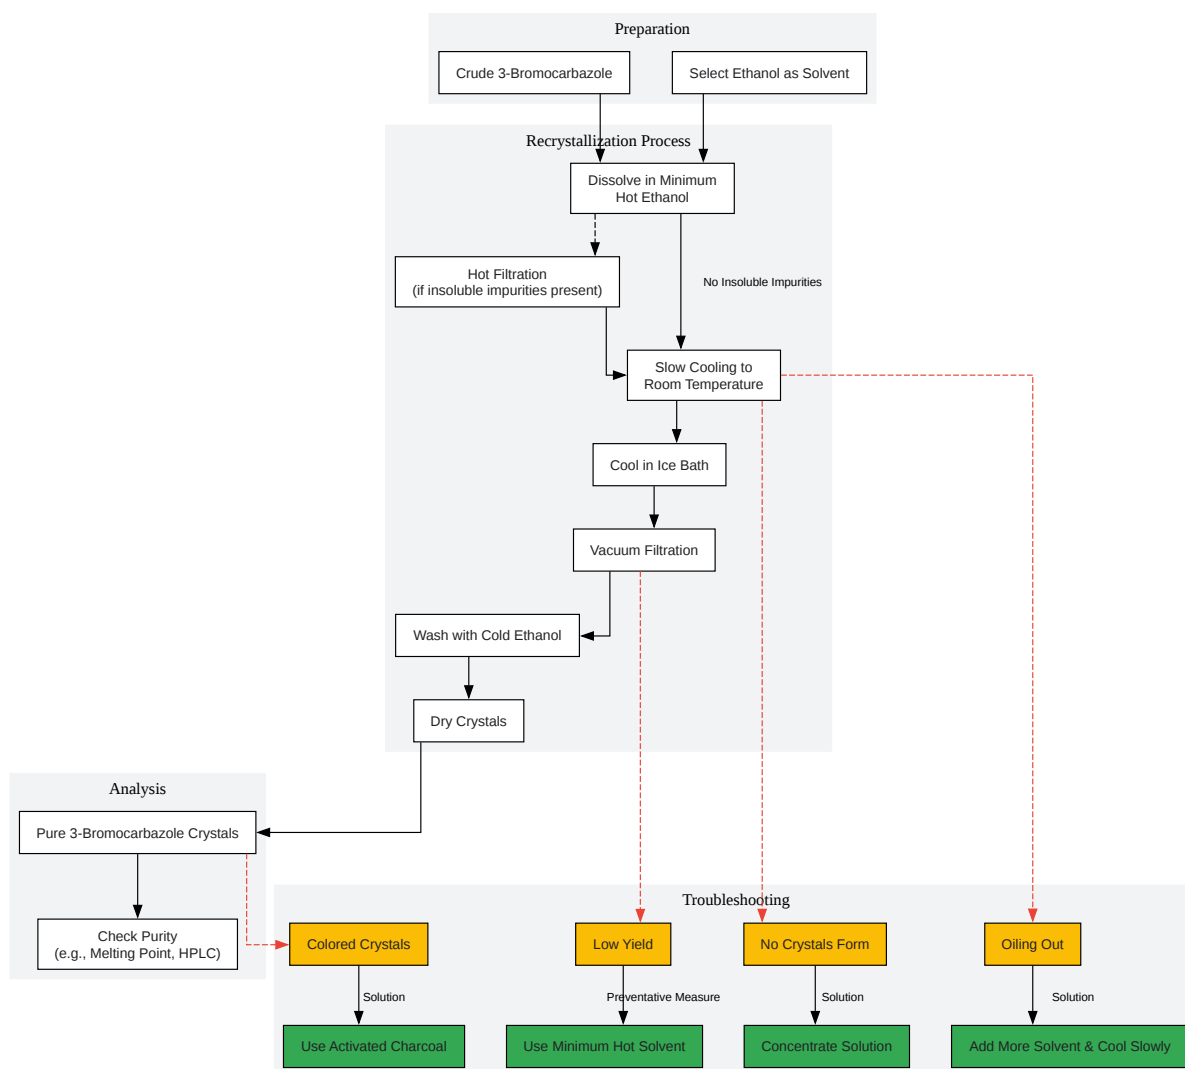 Preparation
Crude 3-Bromocarbazole
Select Ethanol as Solvent
Recrystallization Process
Dissolve in Minimum
Hot Ethanol
Hot Filtration
(if insoluble impurities present)
No Insoluble Impurities
Slow Cooling to
Room Temperature
Cool in Ice Bath
Vacuum Filtration
Wash with Cold Ethanol
Dry Crystals
Analysis
Pure 3-Bromocarbazole Crystals
Check Purity
(e.g., Melting Point, HPLC)
Troubleshooting
Colored Crystals
Low Yield
No Crystals Form
Oiling Out
Solution
Preventative Measure
Solution
Solution
Use Activated Charcoal
Use Minimum Hot Solvent
Concentrate Solution
Add More Solvent & Cool Slowly